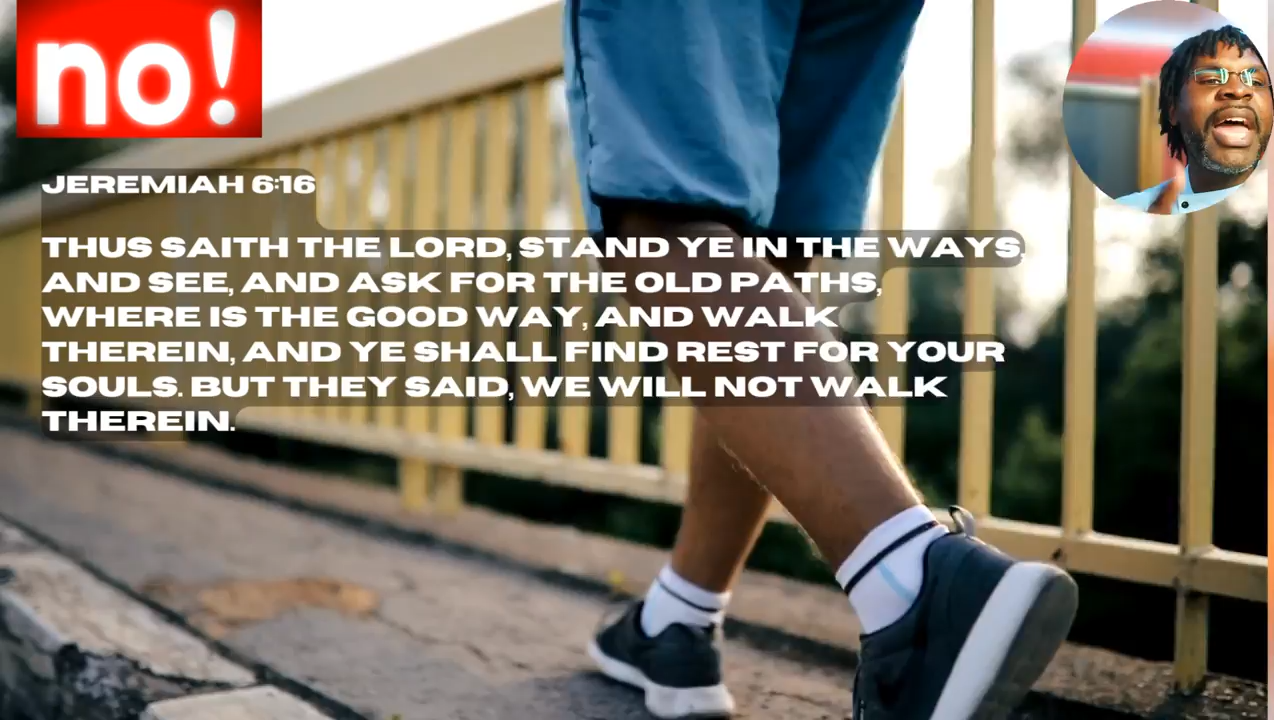 no!
JEREMIAH 6:16
THUS SAITH THE LORD, STAND YE IN THE WAYS,
AND SEE, AND ASK FOR THE OLD PATHS,
WHERE IS THE GOOD WAY, AND WALK
THEREIN, AND YE SHALL FIND REST FOR YOUR
SOULS. BUT THEY SAID, WE WILL NOT WALK
THEREIN.